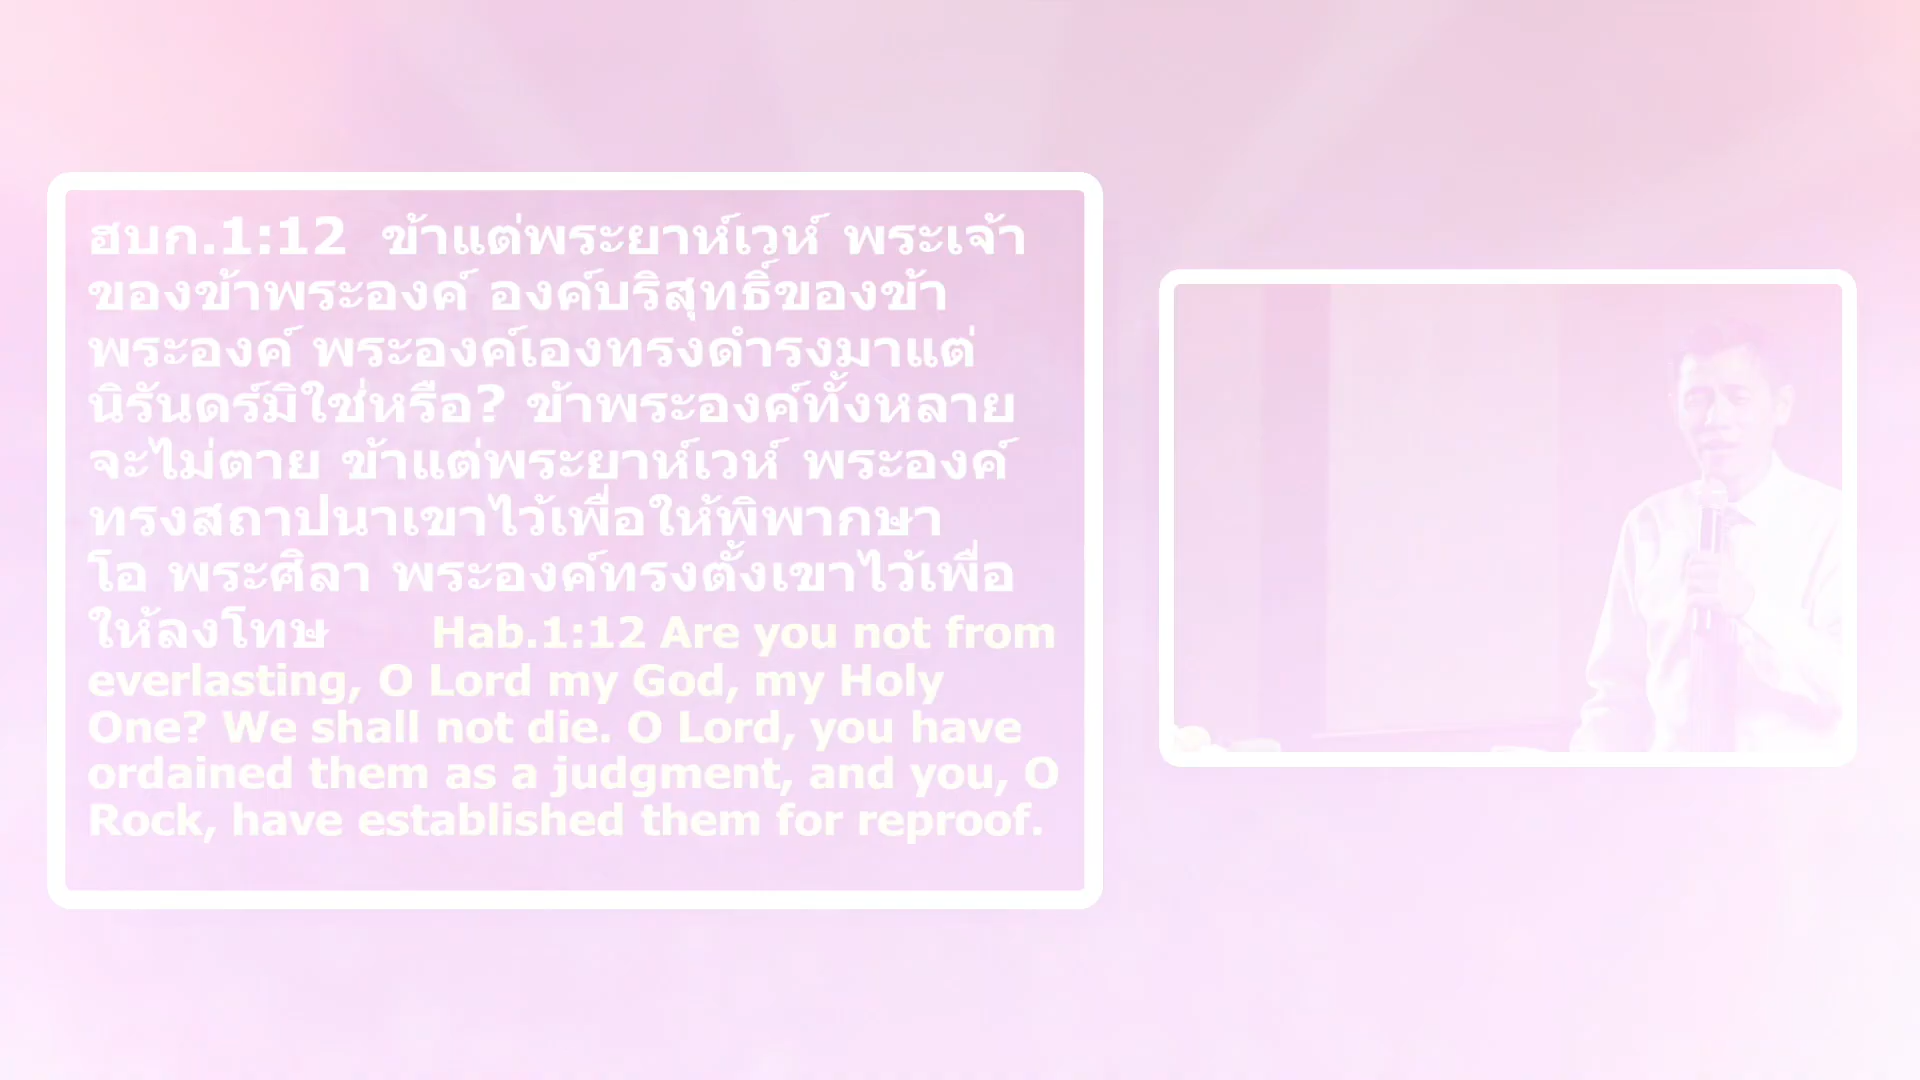 ฮบก.1:12  ข้าแต่พระยาห์เวห์ พระเจ้า
ของข้าพระองค์ องค์บริสุทธิ์ของข้า
พระองค์ พระองค์เองทรงดำรงมาแต่
นิรันดร์มิใช่หรือ? ข้าพระองค์ทั้งหลาย
จะไม่ตาย ข้าแต่พระยาห์เวห์ พระองค์
ทรงสถาปนาเขาไว้เพื่อให้พิพากษา
โอ พระศิลา พระองค์ทรงตั้งเขาไว้เพื่อ
ให้ลงโทษ Hab.1:12 Are you not from
everlasting, O Lord my God, my Holy
One? We shall not die. O Lord, you have
ordained them as a judgment, and you, O
Rock, have established them for reproof.